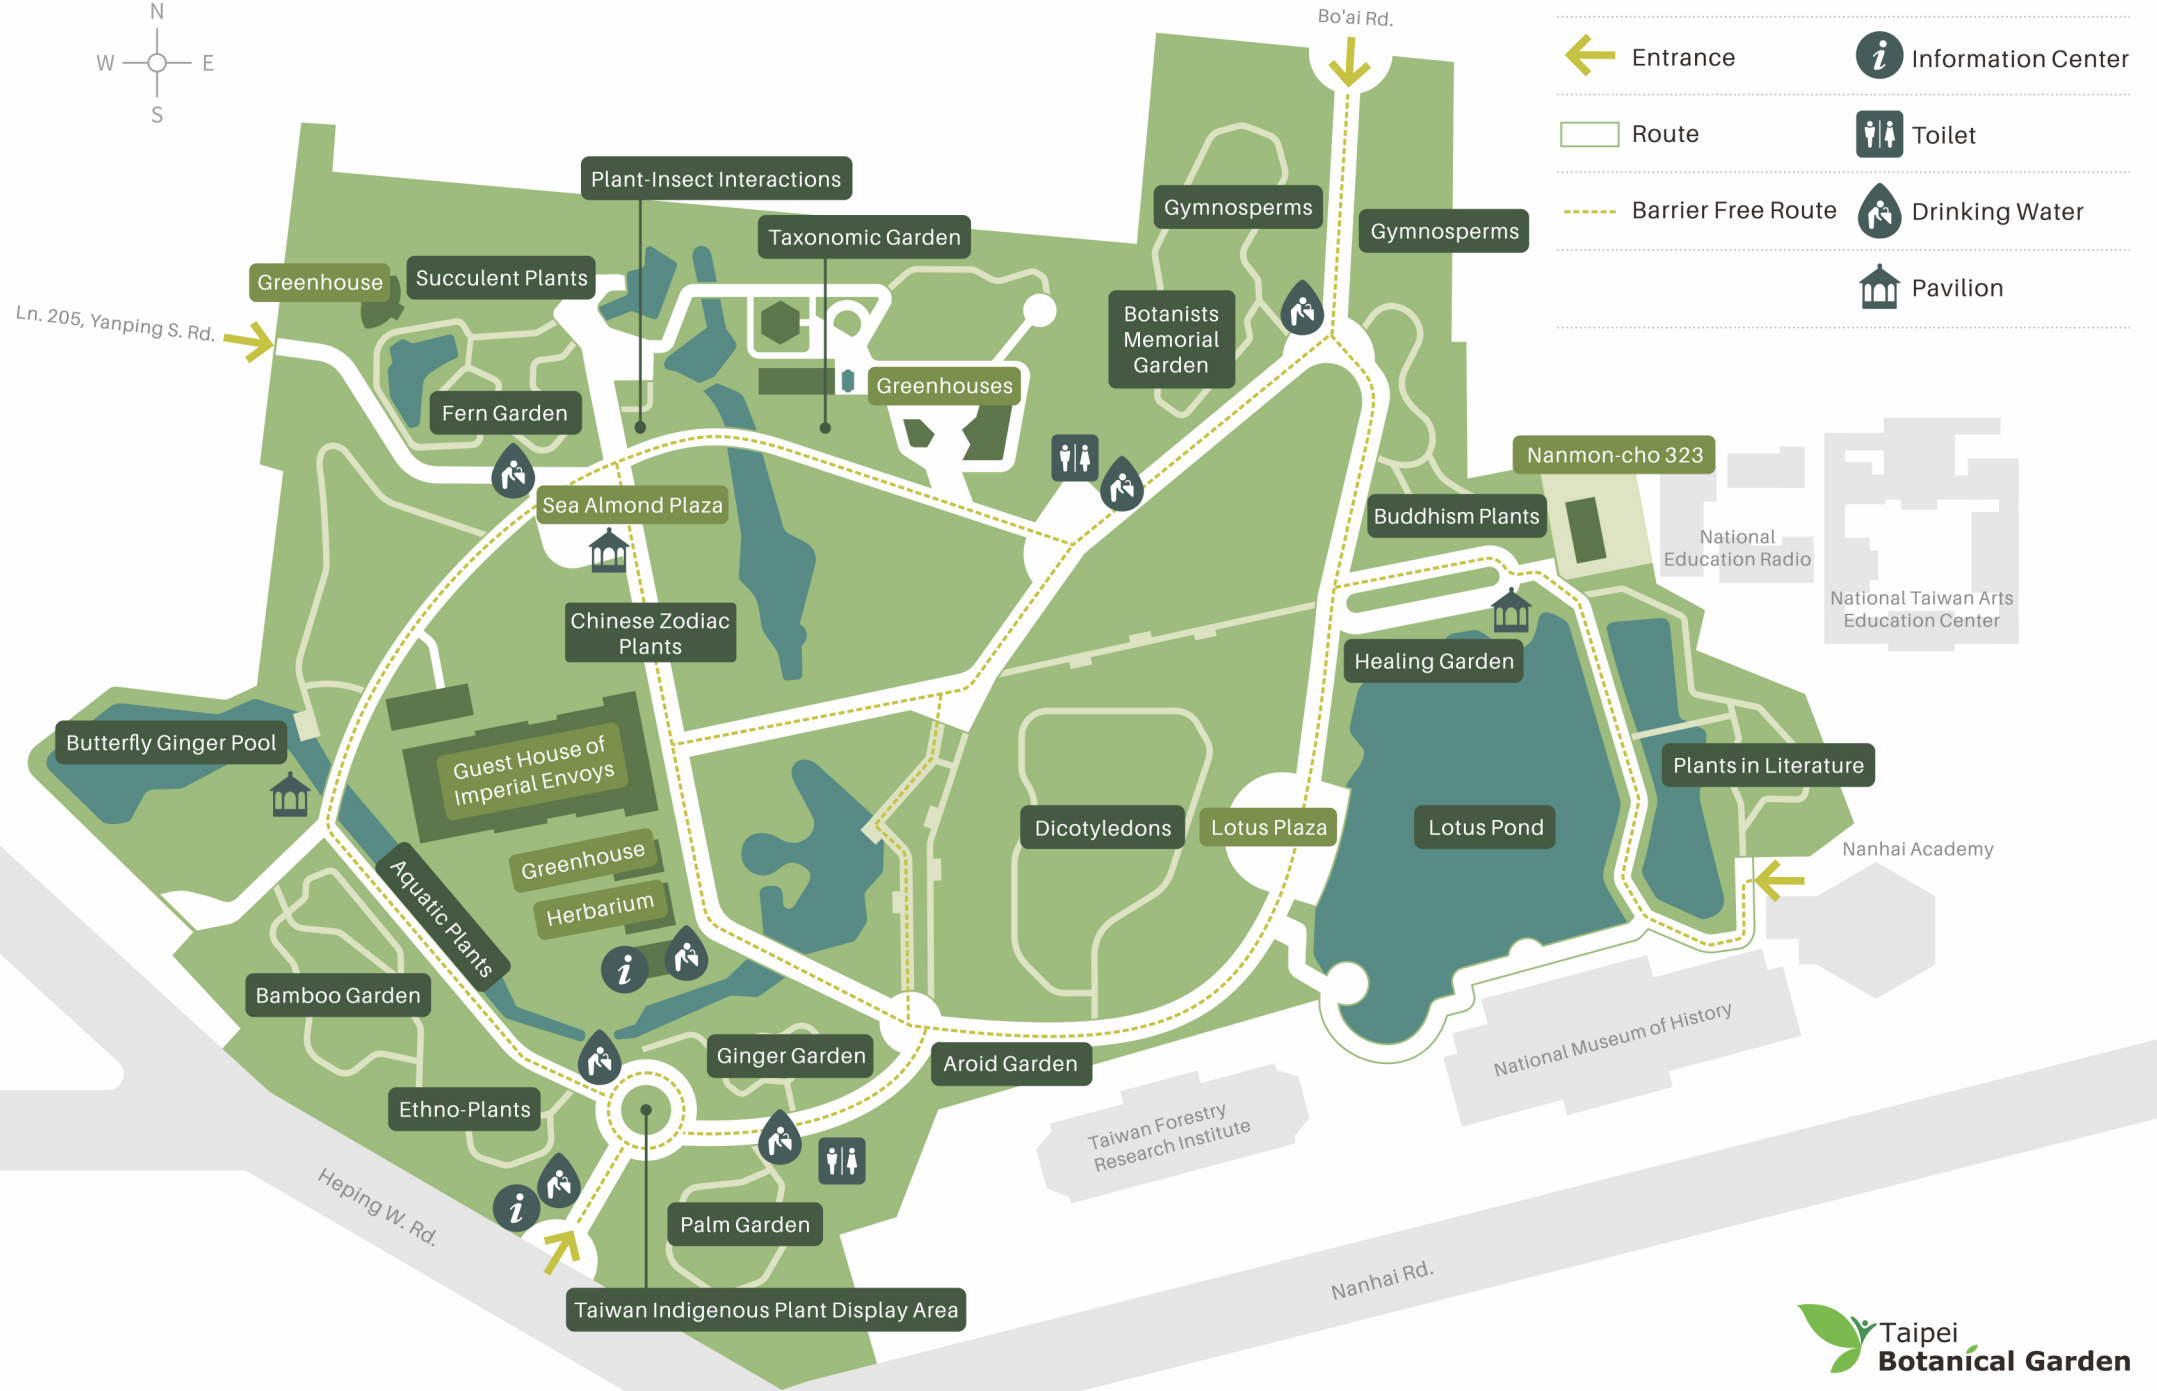 N
W
E
S
Bo'ai Rd.
Entrance
Information Center
Route
Toilet
Barrier Free Route
Drinking Water
Pavilion
Plant-Insect Interactions
Taxonomic Garden
Gymnosperms
Gymnosperms
Greenhouse
Succulent Plants
Ln. 205, Yanping S. Rd.
Botanists
Memorial
Garden
Greenhouses
Fern Garden
Nanmon-cho 323
Sea Almond Plaza
Buddhism Plants
National
Education Radio
National Taiwan Arts
Education Center
Chinese Zodiac
Plants
Healing Garden
Butterfly Ginger Pool
Guest House of
Imperial Envoys
Plants in Literature
Dicotyledons
Lotus Plaza
Lotus Pond
Nanhai Academy
Greenhouse
Herbarium
Aquatic Plants
i
Bamboo Garden
National Museum of History
Ginger Garden
Aroid Garden
Ethno-Plants
Taiwan Forestry
Research Institute
i
Heping W. Rd.
Palm Garden
Nanhai Rd.
Taiwan Indigenous Plant Display Area
Taipei
Botanical Garden